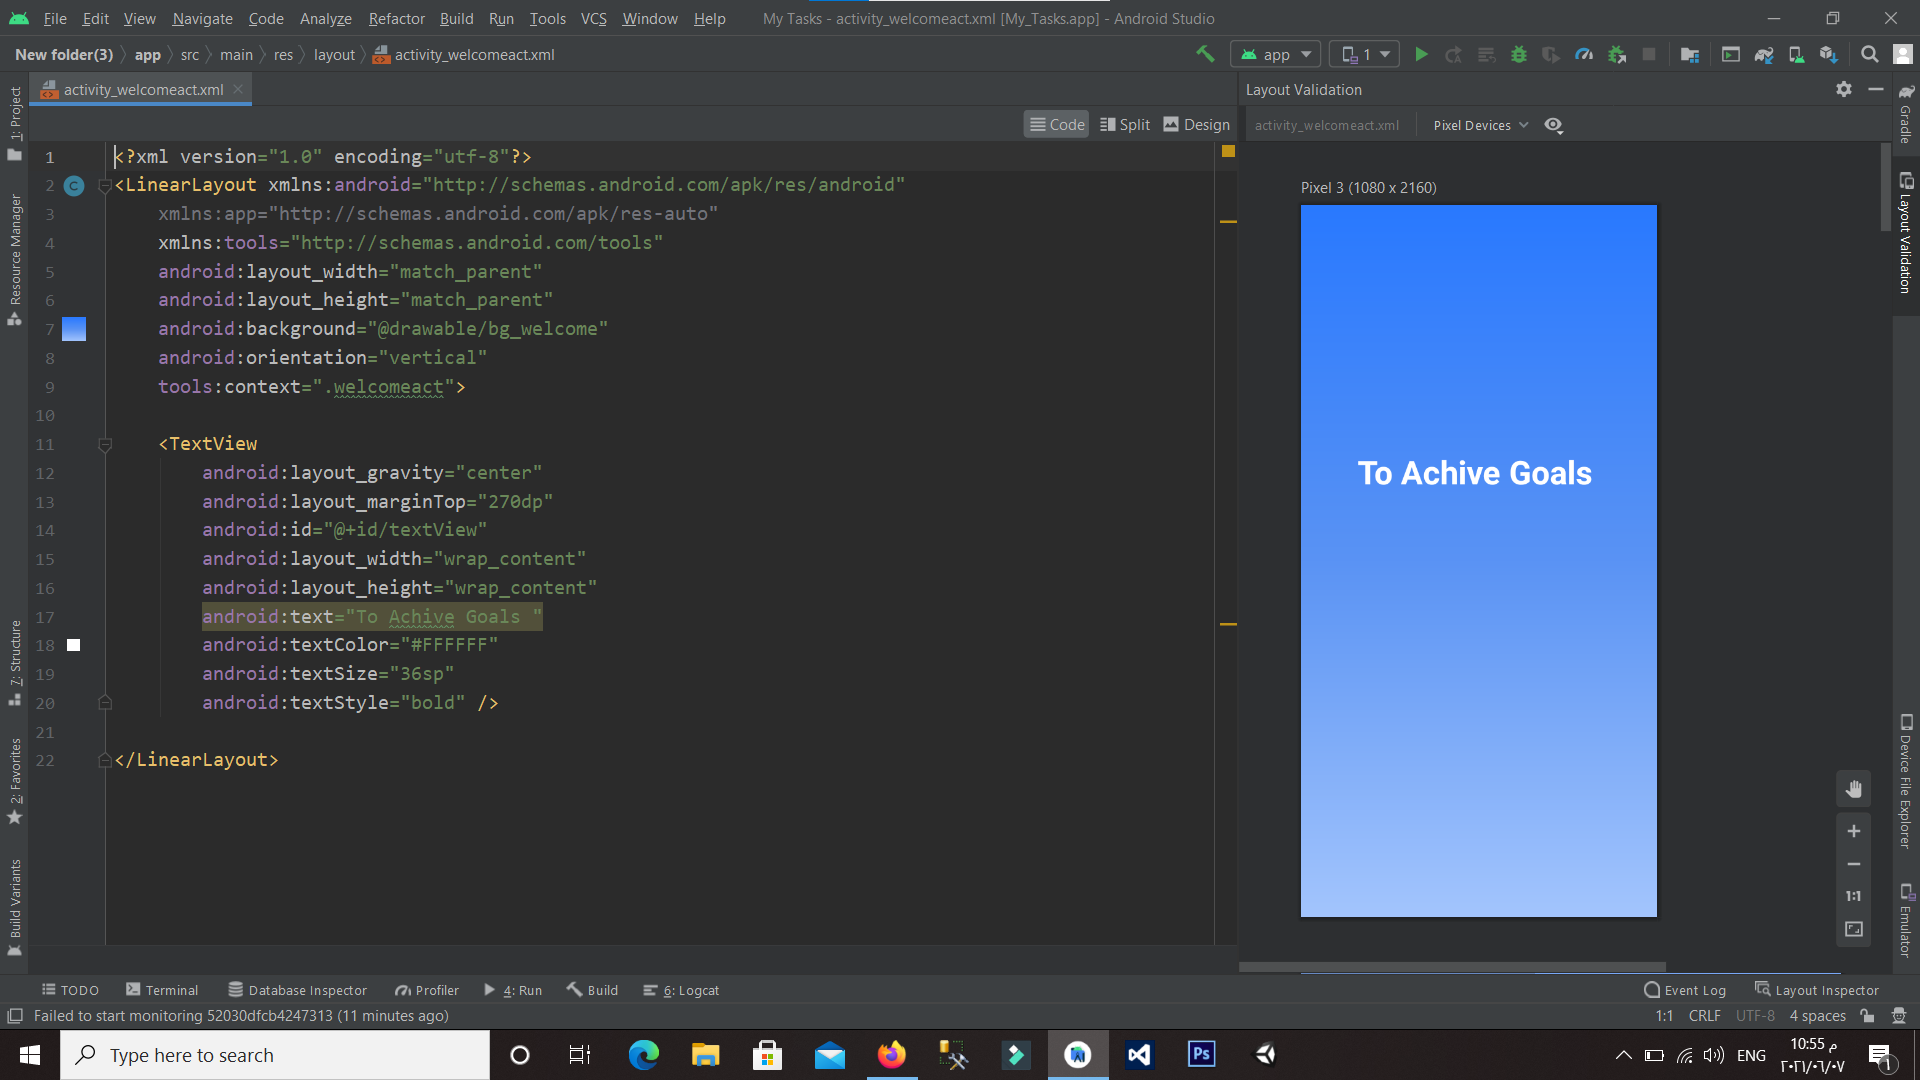 File Edit View Navigate Code Analyze Refactor Build Run Tools VCS Window Help My Tasks - activity_welcomeact.xml [My_Tasks.app] - Android Studio
New folder(3) app src main res layout activity_welcomeact.xml
app 1
activity_welcomeact.xml
Code Split Design
1 <?xml version="1.0" encoding="utf-8"?>
2 C <LinearLayout xmlns:android="http://schemas.android.com/apk/res/android"
3 xmlns:app="http://schemas.android.com/apk/res-auto"
4 xmlns:tools="http://schemas.android.com/tools"
5 android:layout_width="match_parent"
6 android:layout_height="match_parent"
7 android:background="@drawable/bg_welcome"
8 android:orientation="vertical"
9 tools:context=".welcomeact">
10
11 <TextView
12 android:layout_gravity="center"
13 android:layout_marginTop="270dp"
14 android:id="@+id/textView"
15 android:layout_width="wrap_content"
16 android:layout_height="wrap_content"
17 android:text="To Achive Goals "
18 android:textColor="#FFFFFF"
19 android:textSize="36sp"
20 android:textStyle="bold" />
21
22 </LinearLayout>
1: Project
Resource Manager
7: Structure
2: Favorites
Build Variants
Layout Validation
activity_welcomeact.xml Pixel Devices
Pixel 3 (1080 x 2160)
To Achive Goals
1:1
Gradle
Layout Validation
Device File Explorer
Emulator
TODO Terminal Database Inspector Profiler 4: Run Build 6: Logcat Event Log Layout Inspector
Failed to start monitoring 52030dfcb4247313 (11 minutes ago) 1:1 CRLF UTF-8 4 spaces
Type here to search
Ps
ENG
10:55 م
٢٠٢١/٠٦/٠٧
١